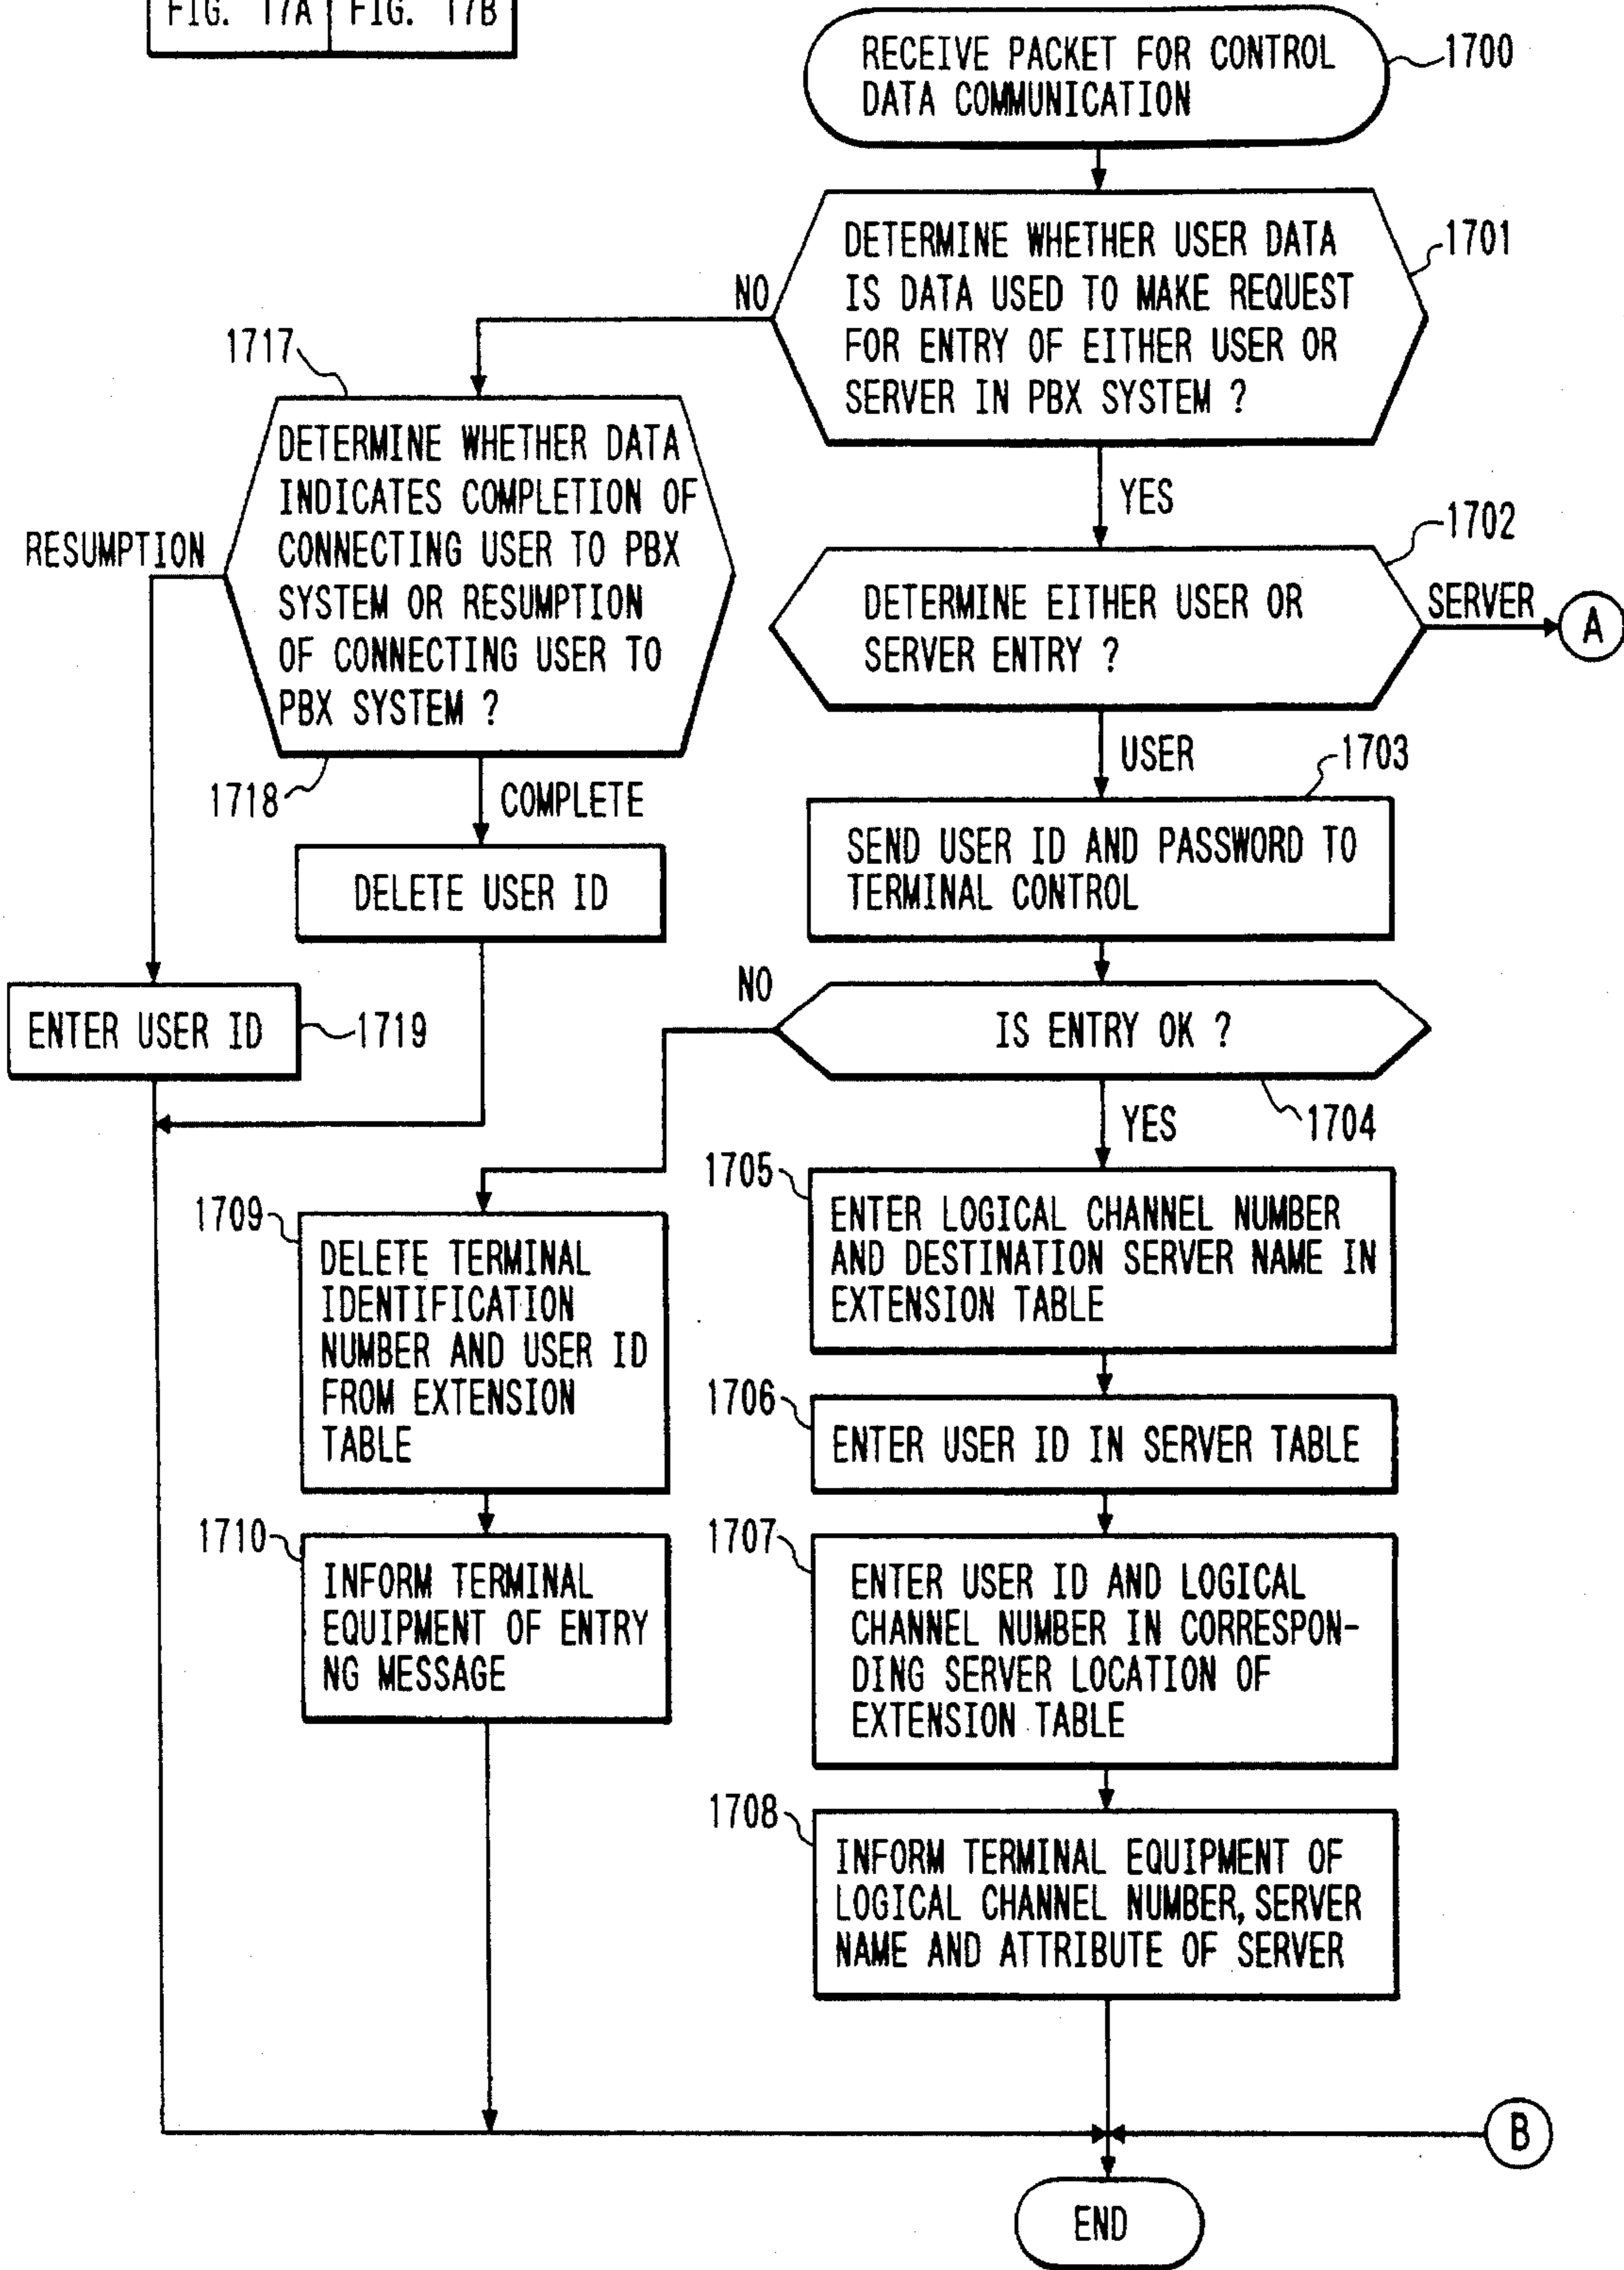 FIG. 17A FIG. 17B
RECEIVE PACKET FOR CONTROL
DATA COMMUNICATION
1700
DETERMINE WHETHER USER DATA
IS DATA USED TO MAKE REQUEST
FOR ENTRY OF EITHER USER OR
SERVER IN PBX SYSTEM ?
1701
NO
YES
1717
DETERMINE WHETHER DATA
INDICATES COMPLETION OF
CONNECTING USER TO PBX
SYSTEM OR RESUMPTION
OF CONNECTING USER TO
PBX SYSTEM ?
RESUMPTION
1718
COMPLETE
DELETE USER ID
ENTER USER ID
1719
1702
DETERMINE EITHER USER OR
SERVER ENTRY ?
SERVER
A
USER
1703
SEND USER ID AND PASSWORD TO
TERMINAL CONTROL
NO
IS ENTRY OK ?
YES
1704
1705
ENTER LOGICAL CHANNEL NUMBER
AND DESTINATION SERVER NAME IN
EXTENSION TABLE
1709
DELETE TERMINAL
IDENTIFICATION
NUMBER AND USER ID
FROM EXTENSION
TABLE
1706
ENTER USER ID IN SERVER TABLE
1710
INFORM TERMINAL
EQUIPMENT OF ENTRY
NG MESSAGE
1707
ENTER USER ID AND LOGICAL
CHANNEL NUMBER IN CORRESPON-
DING SERVER LOCATION OF
EXTENSION TABLE
1708
INFORM TERMINAL EQUIPMENT OF
LOGICAL CHANNEL NUMBER, SERVER
NAME AND ATTRIBUTE OF SERVER
B
END